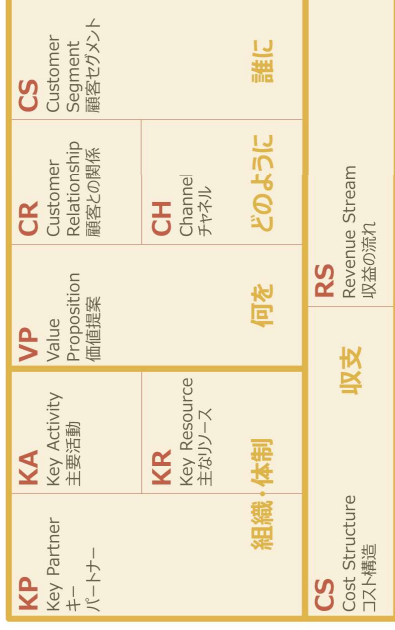 KP
Key Partner
キー
パートナー
KA
Key Activity
主要活動
KR
Key Resource
主なリソース
組織・体制
VP
Value
Proposition
価値提案
何を
CR
Customer
Relationship
顧客との関係
CH
Channel
チャネル
どのように
CS
Customer
Segment
顧客セグメント
誰に
CS
Cost Structure
コスト構造
収支
RS
Revenue Stream
収益の流れ